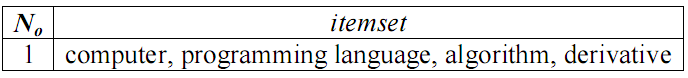 No itemset
1 computer, programming language, algorithm, derivative